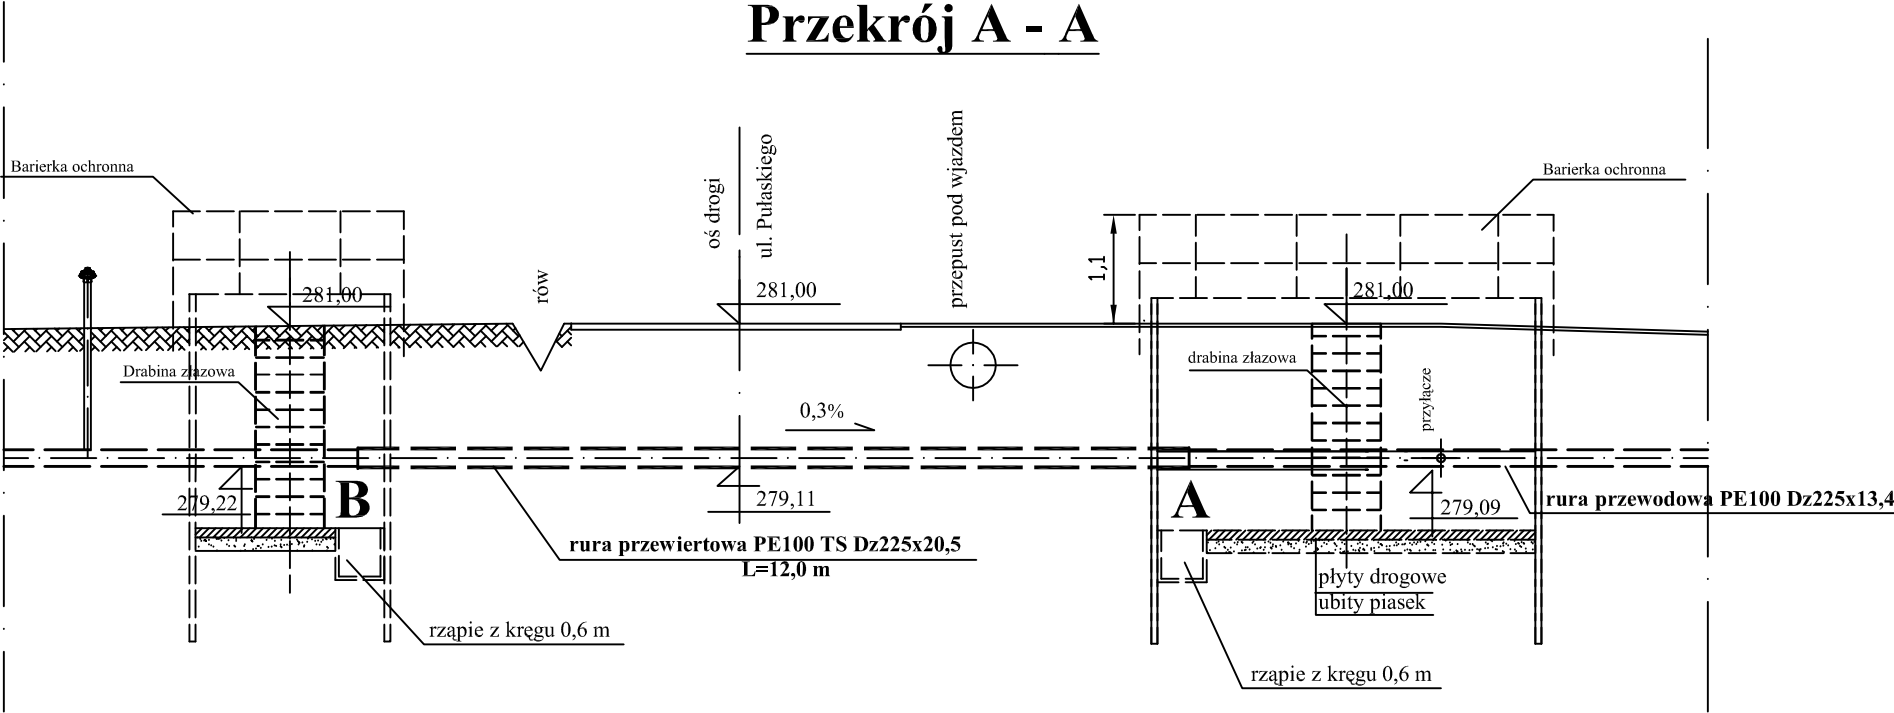 Przekrój A - A
Barierka ochronna
oś drogi
ul. Pułaskiego
przepust pod wjazdem
Barierka ochronna
rów
1,1
281,00
281,00
281,00
Drabina złazowa
drabina złazowa
przyłącze
0,3%
279,22
B
279,11
A
279,09
rura przewodowa PE100 Dz225x13,4
rura przewiertowa PE100 TS Dz225x20,5
L=12,0 m
płyty drogowe
ubity piasek
rząpie z kręgu 0,6 m
rząpie z kręgu 0,6 m